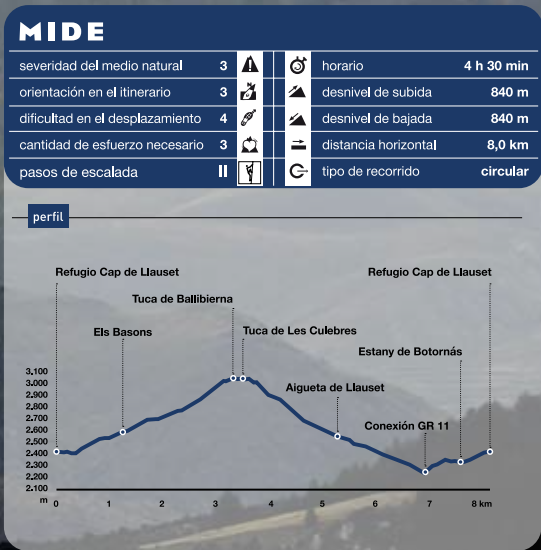 MIDE
severidad del medio natural 3
horario 4 h 30 min
orientación en el itinerario 3
desnivel de subida 840 m
dificultad en el desplazamiento 4
desnivel de bajada 840 m
cantidad de esfuerzo necesario 3
distancia horizontal 8,0 km
pasos de escalada II
tipo de recorrido circular
perfil
Refugio Cap de Llauset
Refugio Cap de Llauset
Tuca de Ballibierna
Els Basons
Tuca de Les Culebres
Estany de Botornás
Aigueta de Llauset
Conexión GR 11
3.100
3.000
2.900
2.800
2.700
2.600
2.500
2.400
2.300
2.200
2.100
m 0 1 2 3 4 5 6 7 8 km